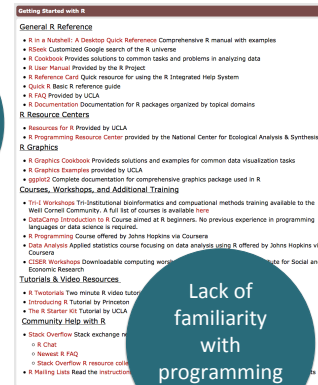 Getting Started with R
General R Reference
• R in a Nutshell: A Desktop Quick Referenece Comprehensive R manual with examples
• RSeek Customized Google search of the R universe
• R Cookbook Provides solutions to common tasks and problems in analyzing data
• R User Manual Provided by the R Project
• R Reference Card Quick resource for using the R Integrated Help System
• Quick R Basic R reference guide
• R FAQ Provided by UCLA
• R Documentation Documentation for R packages organized by topical domains
R Resource Centers
• Resources for R Provided by UCLA
• R Programming Resource Center provided by the National Center for Ecological Analysis & Synthesis
R Graphics
• R Graphics Cookbook Provideds solutions and examples for common data visualization tasks
• R Graphics Examples provided by UCLA
• ggplot2 Complete documentation for comprehensive graphics package used in R
Courses, Workshops, and Additional Training
• Tri-I Workshops Tri-Institutional bioinformatics and compuational methods training available to the
Weill Cornell Community. A full list of courses is available here
• DataCamp Introduction to R Course aimed at R beginners. No previous experience in programming
languages or data science is required.
• R Programming Course offered by Johns Hopkins via Coursera
• Data Analysis Applied statistics course focusing on data analysis using R offered by Johns Hopkins vi
Coursera
• CISER Workshops Downloadable computing for Social an
Economic Research
Tutorials & Video Resources
• R Twotorials Two minute R video
• Introducing R Tutorial by Princeton
• The R Starter Kit Tutorial by UCLA
Community Help with R
• Stack Overflow Stack exchange
○ R Chat
○ Newest R FAQ
○ Stack Overflow R resource
• R Mailing Lists Read the
Lack of
familiarity
with
programming